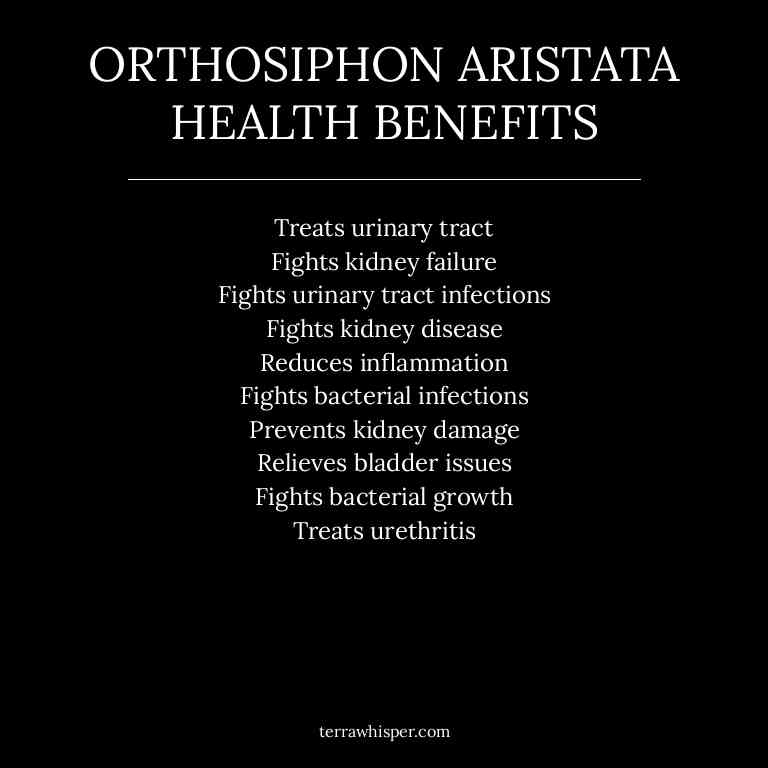 ORTHOSIPHON ARISTATA
HEALTH BENEFITS
Treats urinary tract
Fights kidney failure
Fights urinary tract infections
Fights kidney disease
Reduces inflammation
Fights bacterial infections
Prevents kidney damage
Relieves bladder issues
Fights bacterial growth
Treats urethritis
terrawhisper.com